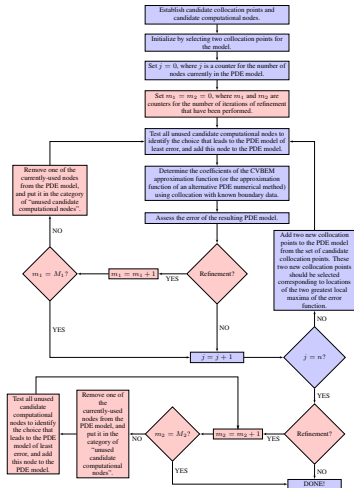 Establish candidate collocation points and
candidate computational nodes.
Initialize by selecting two collocation points for
the model.
Set j = 0, where j is a counter for the number of
nodes currently in the PDE model.
Set m₁ = m₂ = 0, where m₁ and m₂ are
counters for the number of iterations of refinement
that have been performed.
Test all unused candidate computational nodes to
identify the choice that leads to the PDE model of
least error, and add this node to the PDE model.
Determine the coefficients of the CVBEM
approximation function (or the approximation
function of an alternative PDE numerical method)
using collocation with known boundary data.
Assess the error of the resulting PDE model.
Remove one of the
currently-used nodes
from the PDE model,
and put it in the category
of "unused candidate
computational nodes".
NO
m₁ = M₁?
m₁ = m₁ + 1
YES
Refinement?
YES
NO
Add two new collocation
points to the PDE model
from the set of candidate
collocation points. These
two new collocation points
should be selected
corresponding to locations
of the two greatest local
maxima of the error
function.
NO
j = j + 1
j = n?
YES
Test all unused
candidate
computational
nodes to identify
the choice that
leads to the PDE
model of least
error, and add this
node to the PDE
model.
Remove one of
the
currently-used
nodes from the
PDE model, and
put it in the
category of
"unused
candidate
computational
nodes".
NO
m₂ = M₂?
m₂ = m₂ + 1
YES
Refinement?
YES
NO
DONE!